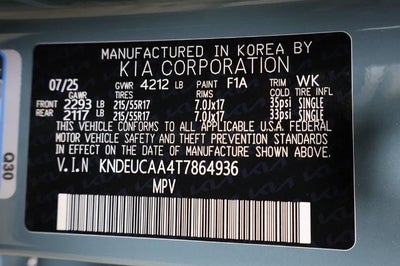 MANUFACTURED IN KOREA BY
KIA CORPORATION
07/25 GVWR 4212 LB PAINT F1A TRIM WK
GAWR TIRES RIMS COLD TIRE INF.
FRONT 2293 LB 215/55R17 7.0Jx17 35psi SINGLE
REAR 2117 LB 215/55R17 7.0Jx17 33psi SINGLE
THIS VEHICLE CONFORMS TO ALL APPLICABLE U.S.A. FEDERAL
MOTOR VEHICLE SAFETY AND THEFT PREVENTION STANDARDS
IN EFFECT ON THE DATE OF MANUFACTURE SHOWN ABOVE.
V.I.N KNDEUCAA4T7864936
MPV
Q30